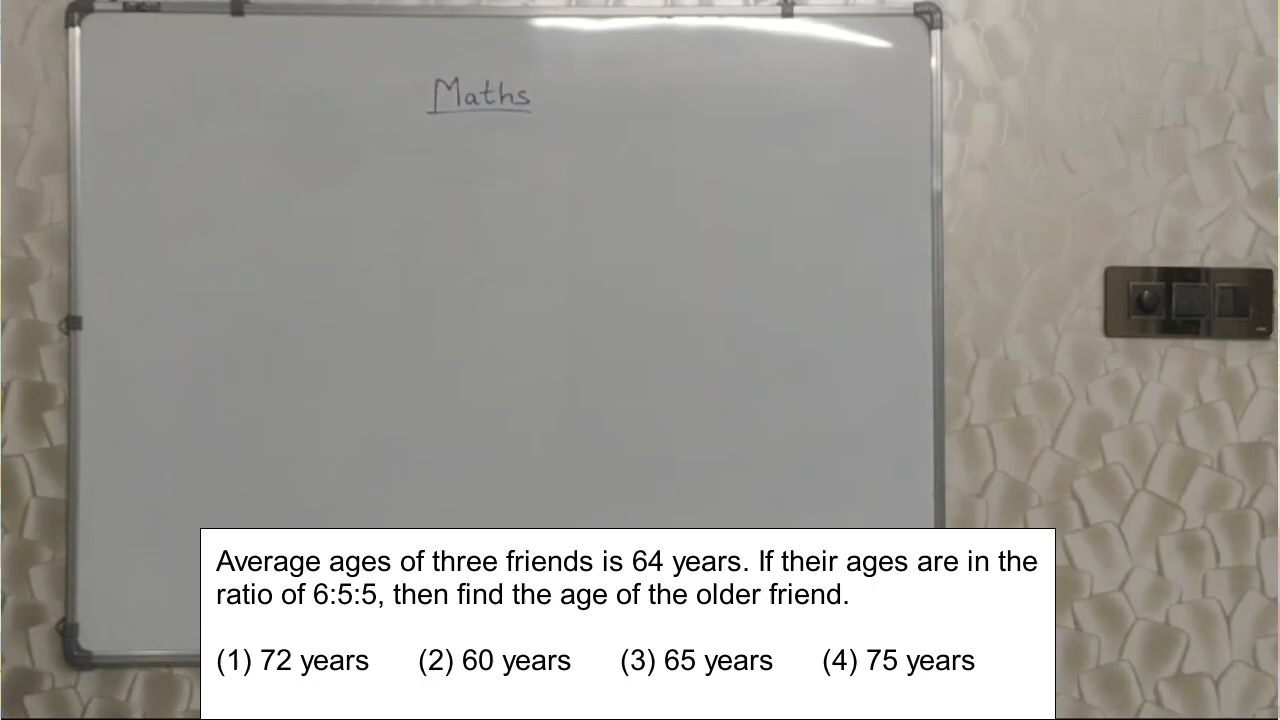 Maths
Average ages of three friends is 64 years. If their ages are in the
ratio of 6:5:5, then find the age of the older friend.
(1) 72 years (2) 60 years (3) 65 years (4) 75 years